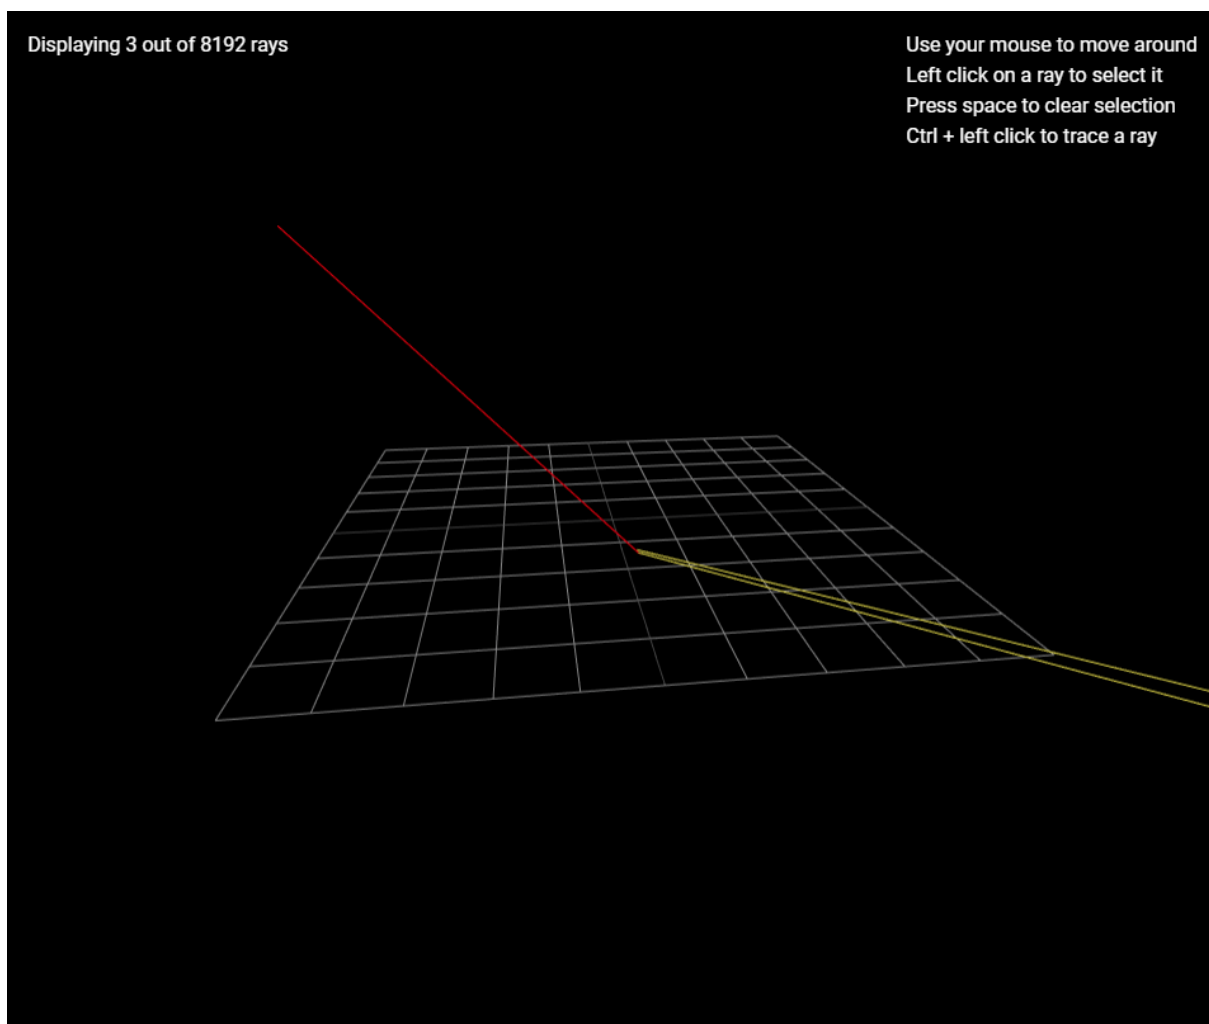 Displaying 3 out of 8192 rays
Use your mouse to move around
Left click on a ray to select it
Press space to clear selection
Ctrl + left click to trace a ray